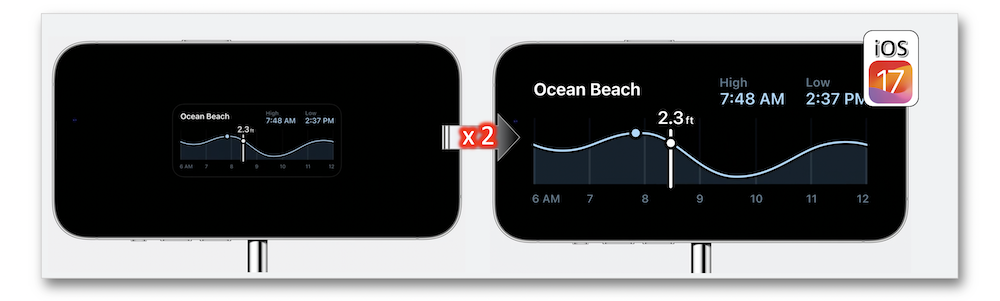 Ocean Beach
High
7:48 AM
Low
2:37 PM
2.3 ft
6 AM 7 8 9 10 11 12
x 2
Ocean Beach
High
7:48 AM
Low
2:37 PM
2.3 ft
6 AM 7 8 9 10 11 12
iOS
17